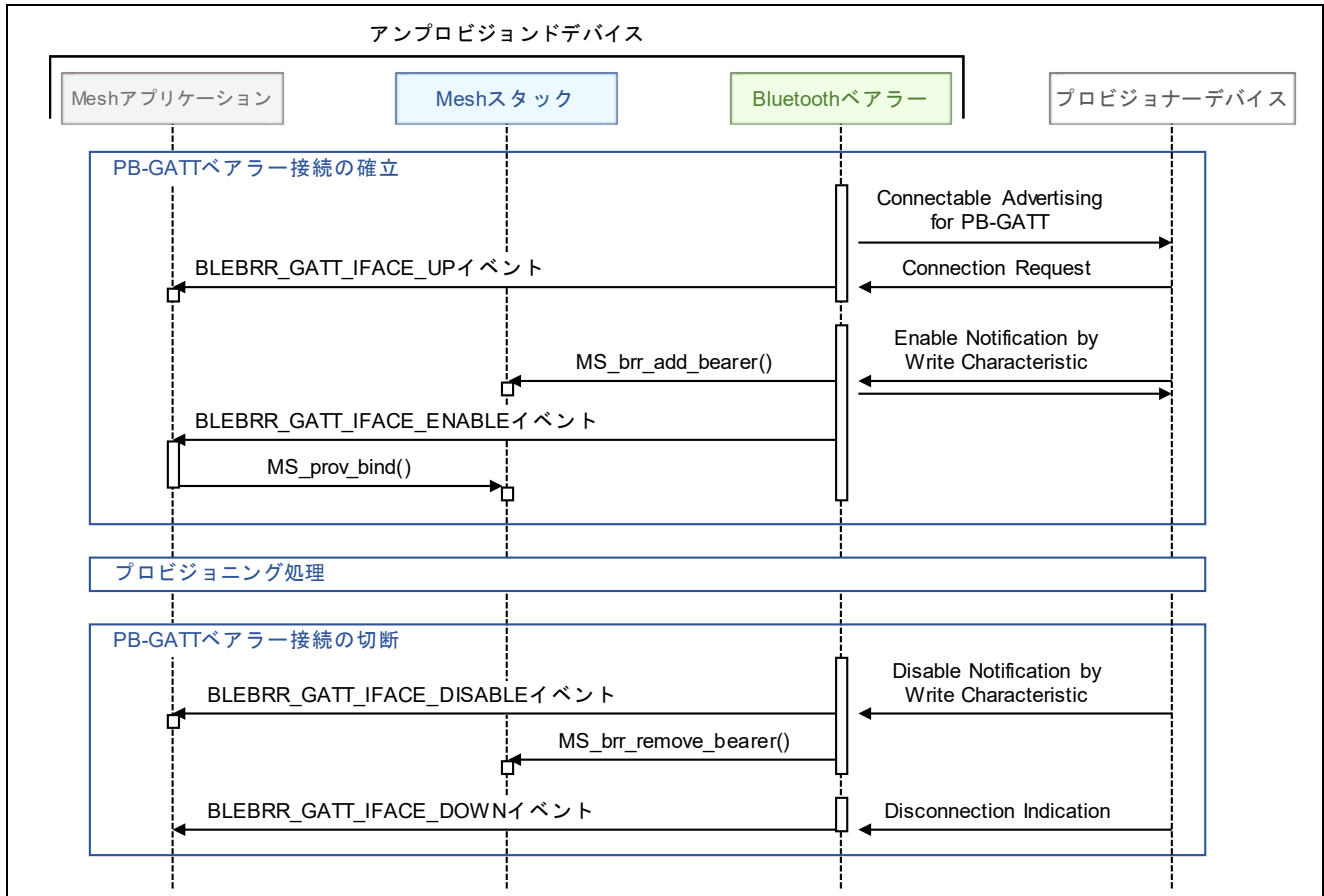 アンプロビジョンドデバイス
Meshアプリケーション
Meshスタック
Bluetoothベアラー
プロビジョナーデバイス
PB-GATTベアラー接続の確立
Connectable Advertising
for PB-GATT
BLEBRR_GATT_IFACE_UPイベント
Connection Request
Enable Notification by
Write Characteristic
MS_brr_add_bearer()
BLEBRR_GATT_IFACE_ENABLEイベント
MS_prov_bind()
プロビジョニング処理
PB-GATTベアラー接続の切断
Disable Notification by
Write Characteristic
BLEBRR_GATT_IFACE_DISABLEイベント
MS_brr_remove_bearer()
BLEBRR_GATT_IFACE_DOWNイベント
Disconnection Indication